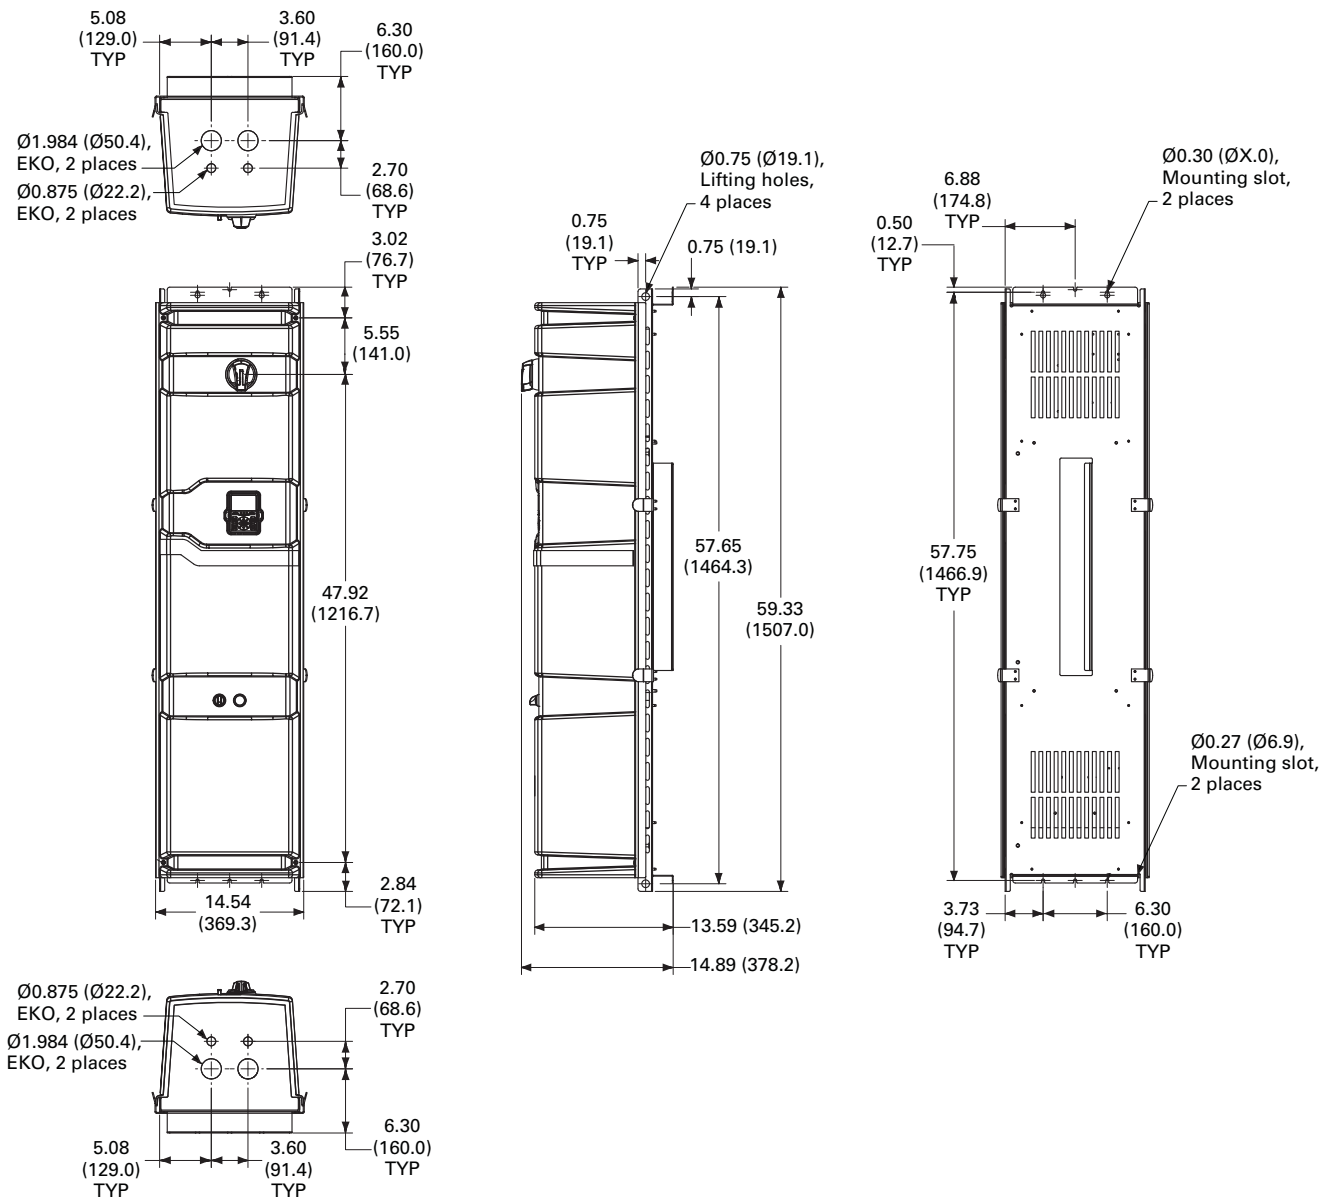 5.08
(129.0)
TYP
3.60
(91.4)
TYP
6.30
(160.0)
TYP
Ø1.984 (Ø50.4),
EKO, 2 places
Ø0.875 (Ø22.2),
EKO, 2 places
2.70
(68.6)
TYP
3.02
(76.7)
TYP
5.55
(141.0)
47.92
(1216.7)
2.84
(72.1)
TYP
14.54
(369.3)
Ø0.875 (Ø22.2),
EKO, 2 places
Ø1.984 (Ø50.4),
EKO, 2 places
2.70
(68.6)
TYP
6.30
(160.0)
TYP
5.08
(129.0)
TYP
3.60
(91.4)
TYP
Ø0.75 (Ø19.1),
Lifting holes,
4 places
0.75
(19.1)
TYP
0.75 (19.1)
57.65
(1464.3)
59.33
(1507.0)
13.59 (345.2)
14.89 (378.2)
Ø0.30 (ØX.0),
Mounting slot,
2 places
6.88
(174.8)
TYP
0.50
(12.7)
TYP
57.75
(1466.9)
TYP
Ø0.27 (Ø6.9),
Mounting slot,
2 places
3.73
(94.7)
TYP
6.30
(160.0)
TYP